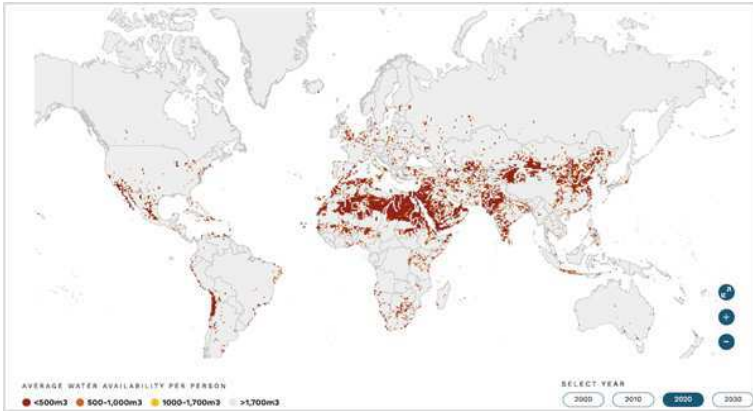 AVERAGE WATER AVAILABILITY PER PERSON
<500m3 500-1,000m3 1000-1,700m3 >1,700m3
SELECT YEAR
2000 2010 2020 2030